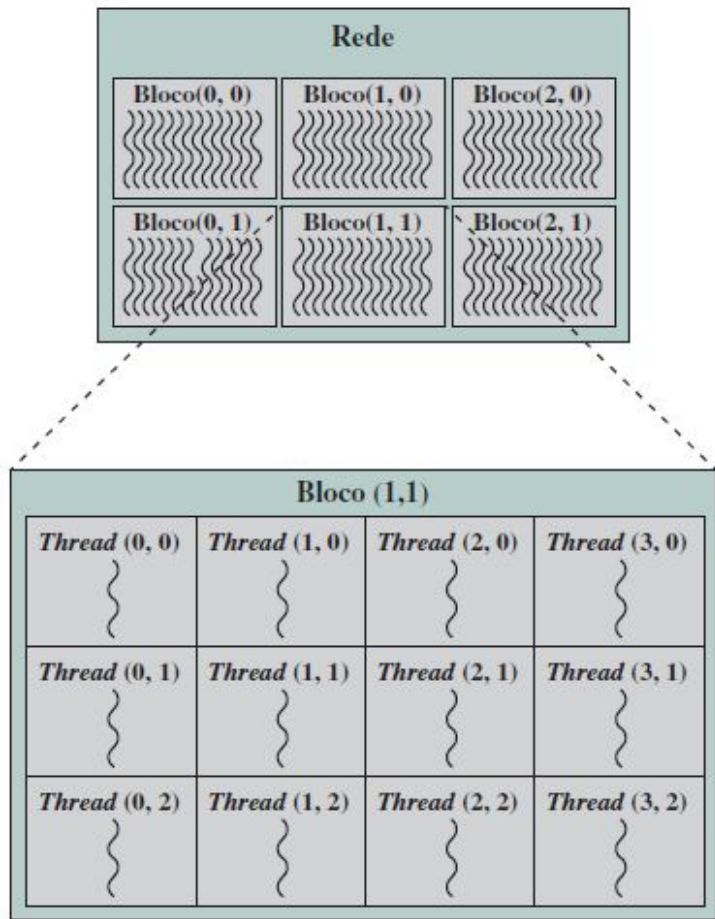 Rede
Bloco(0, 0) Bloco(1, 0) Bloco(2, 0)
Bloco(0, 1) Bloco(1, 1) Bloco(2, 1)
Bloco (1,1)
Thread (0, 0) Thread (1, 0) Thread (2, 0) Thread (3, 0)
Thread (0, 1) Thread (1, 1) Thread (2, 1) Thread (3, 1)
Thread (0, 2) Thread (1, 2) Thread (2, 2) Thread (3, 2)